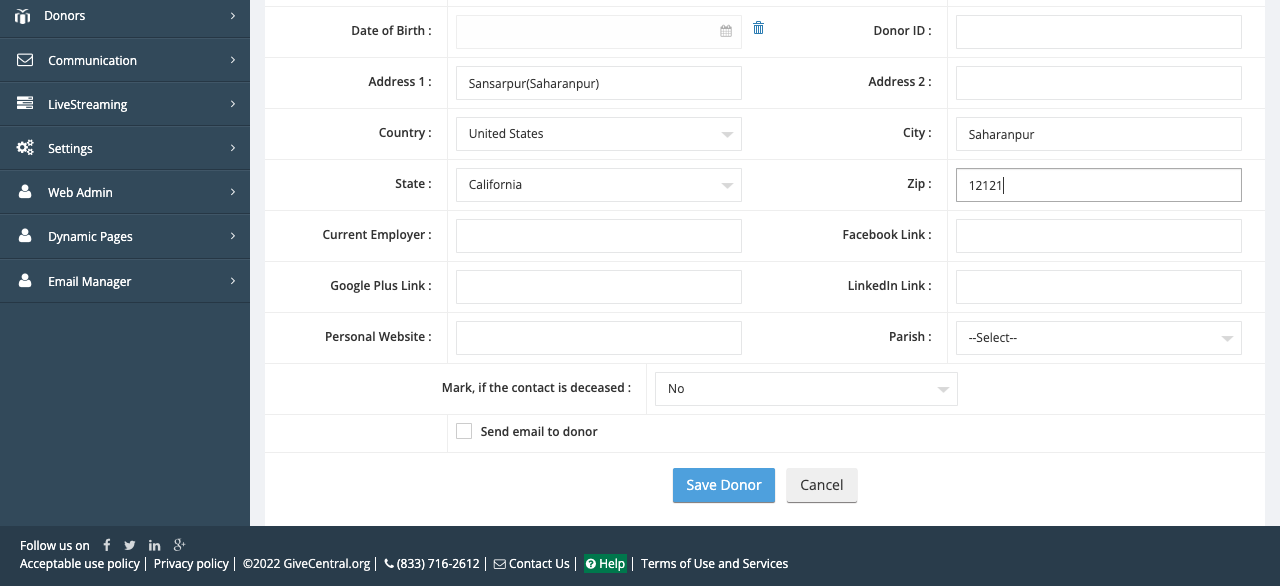 Donors
Communication
LiveStreaming
Settings
Web Admin
Dynamic Pages
Email Manager
Date of Birth :
Donor ID :
Address 1 : Sansarpur(Saharanpur)
Address 2 :
Country : United States
City : Saharanpur
State : California
Zip : 12121
Current Employer :
Facebook Link :
Google Plus Link :
LinkedIn Link :
Personal Website :
Parish : --Select--
Mark, if the contact is deceased : No
Send email to donor
Save Donor Cancel
Follow us on
Acceptable use policy | Privacy policy | ©2022 GiveCentral.org | (833) 716-2612 | Contact Us | Help | Terms of Use and Services